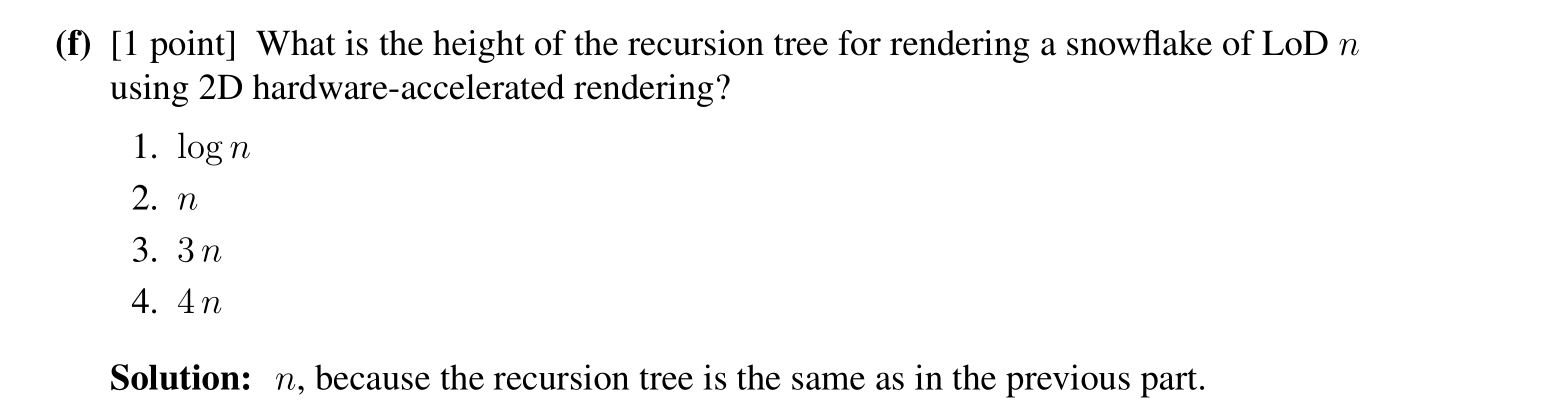 (f) [1 point] What is the height of the recursion tree for rendering a snowflake of LoD n
using 2D hardware-accelerated rendering?
1. log n
2. n
3. 3 n
4. 4 n
Solution: n, because the recursion tree is the same as in the previous part.